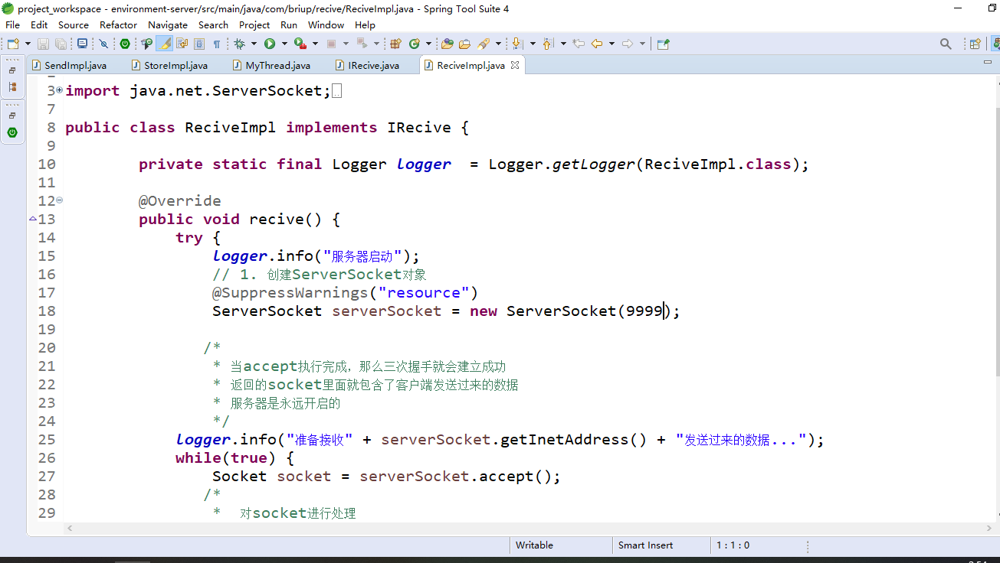 project_workspace - environment-server/src/main/java/com/briup/recive/ReciveImpl.java - Spring Tool Suite 4
File Edit Source Refactor Navigate Search Project Run Window Help
SendImpl.java StoreImpl.java MyThread.java IRecive.java ReciveImpl.java
3 import java.net.ServerSocket;
7
8 public class ReciveImpl implements IRecive {
9
10 private static final Logger logger = Logger.getLogger(ReciveImpl.class);
11
12 @Override
13 public void recive() {
14 try {
15 logger.info("服务器启动");
16 // 1. 创建ServerSocket对象
17 @SuppressWarnings("resource")
18 ServerSocket serverSocket = new ServerSocket(9999);
19
20 /*
21 * 当accept执行完成，那么三次握手就会建立成功
22 * 返回的socket里面就包含了客户端发送过来的数据
23 * 服务器是永远开启的
24 */
25 logger.info("准备接收" + serverSocket.getInetAddress() + "发送过来的数据...");
26 while(true) {
27 Socket socket = serverSocket.accept();
28 /*
29 * 对socket进行处理
Writable Smart Insert 1 : 1 : 0